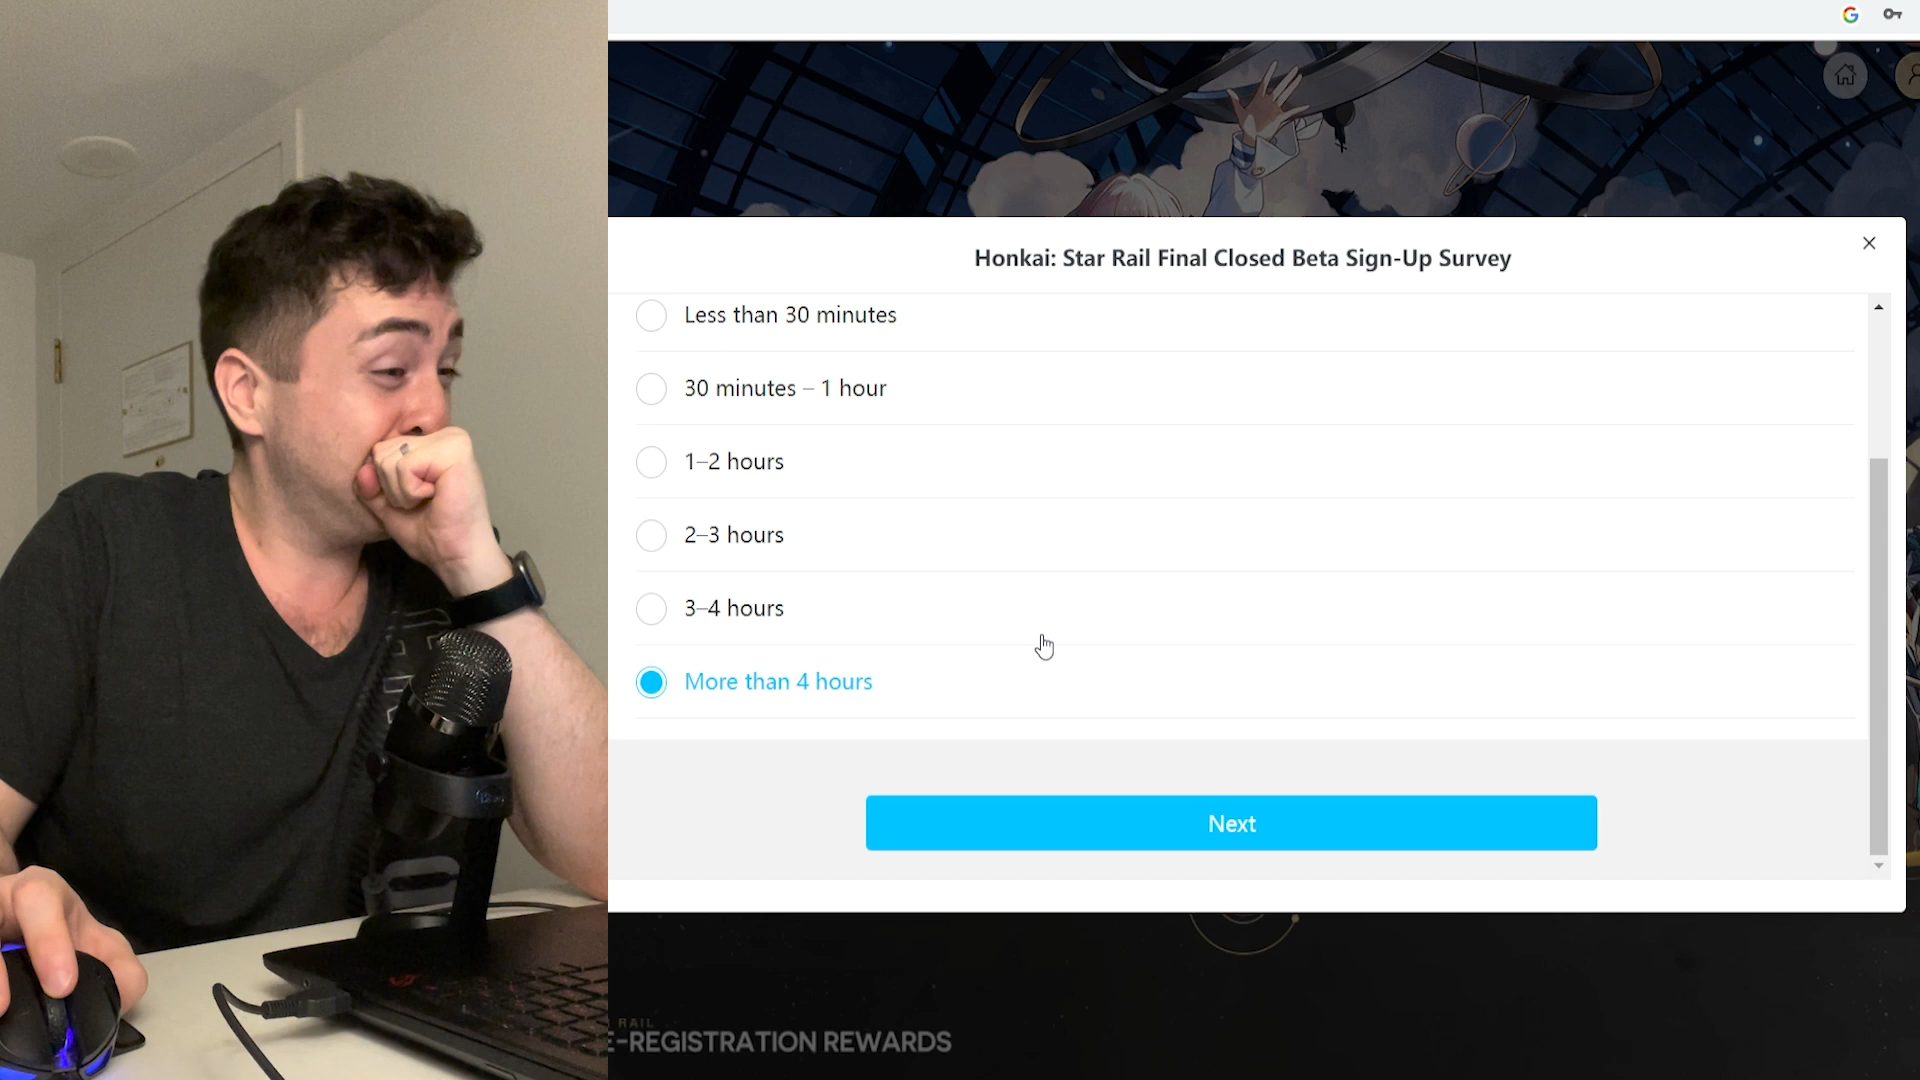 Honkai: Star Rail Final Closed Beta Sign-Up Survey
Less than 30 minutes
30 minutes – 1 hour
1–2 hours
2–3 hours
3–4 hours
More than 4 hours
Next
RAIL
E-REGISTRATION REWARDS